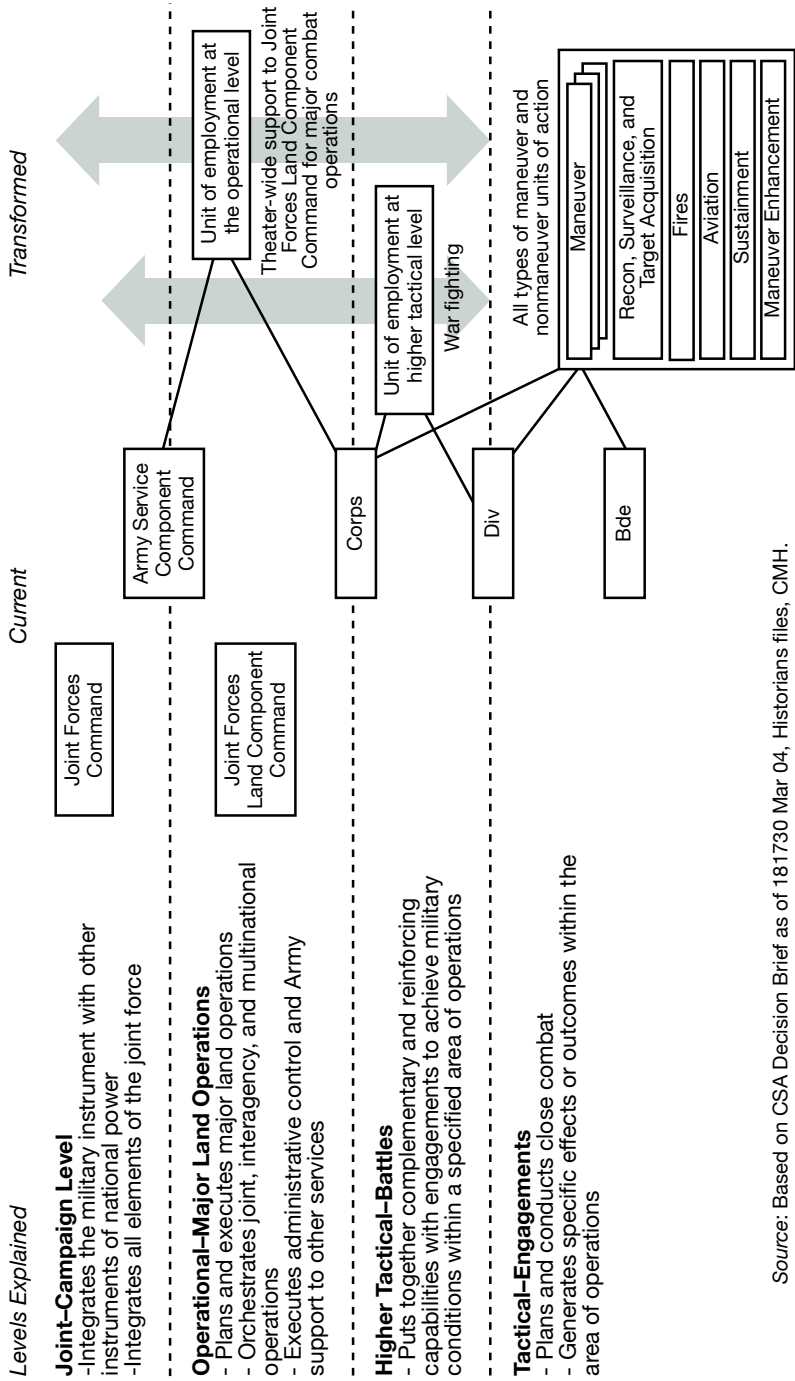 Levels Explained
Current
Transformed
Joint–Campaign Level
-Integrates the military instrument with other
instruments of national power
-Integrates all elements of the joint force
Joint Forces
Command
Army Service
Component
Command
Operational–Major Land Operations
- Plans and executes major land operations
- Orchestrates joint, interagency, and multinational
operations
- Executes administrative control and Army
support to other services
Joint Forces
Land Component
Command
Unit of employment at
the operational level
Theater-wide support to Joint
Forces Land Component
Command for major combat
operations
Corps
Higher Tactical–Battles
- Puts together complementary and reinforcing
capabilities with engagements to achieve military
conditions within a specified area of operations
Unit of employment at
higher tactical level
War fighting
Div
Tactical–Engagements
- Plans and conducts close combat
- Generates specific effects or outcomes within the
area of operations
Bde
All types of maneuver and
nonmaneuver units of action
Maneuver
Recon, Surveillance, and
Target Acquisition
Fires
Aviation
Sustainment
Maneuver Enhancement
Source: Based on CSA Decision Brief as of 181730 Mar 04, Historians files, CMH.